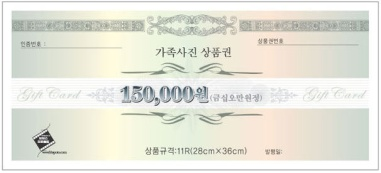 인증번호 :
상품권번호
가족사진 상품권
Gift Card
150,000원(금십오만원정)
Gift Card
상품규격:11R(28cm×36cm)
발행일: